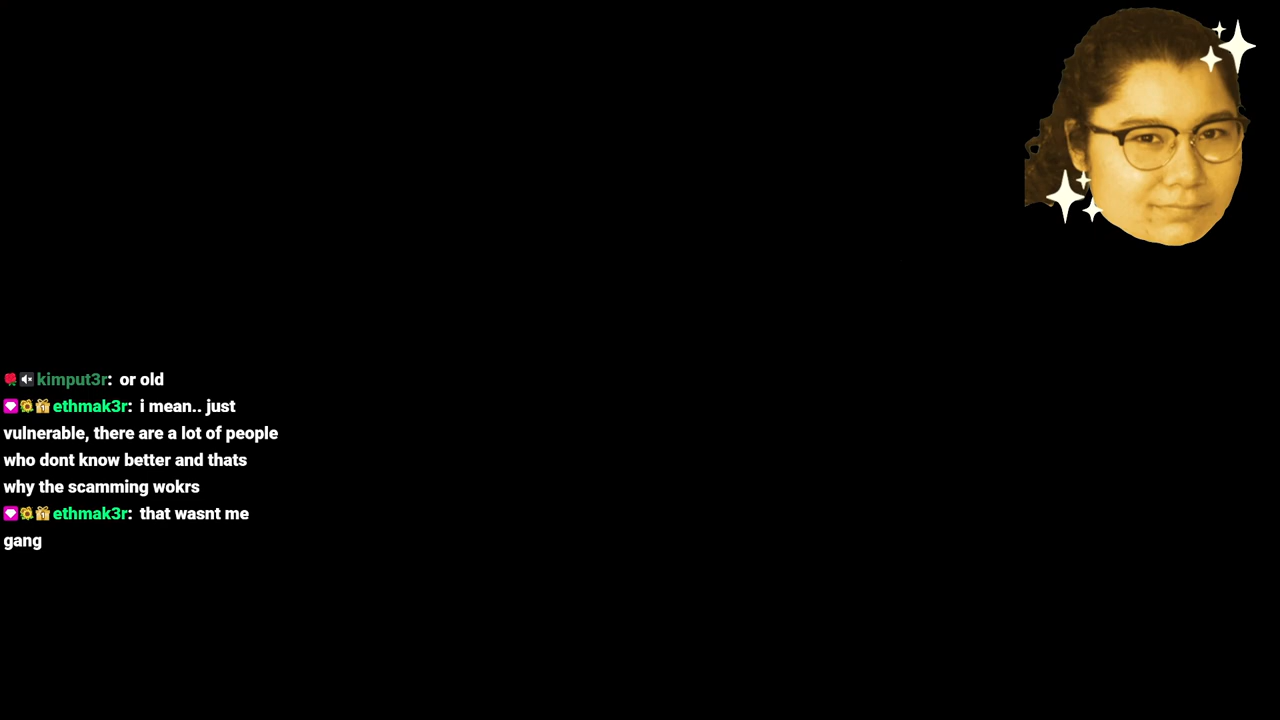 kimput3r: or old
ethmak3r: i mean.. just
vulnerable, there are a lot of people
who dont know better and thats
why the scamming wokrs
ethmak3r: that wasnt me
gang